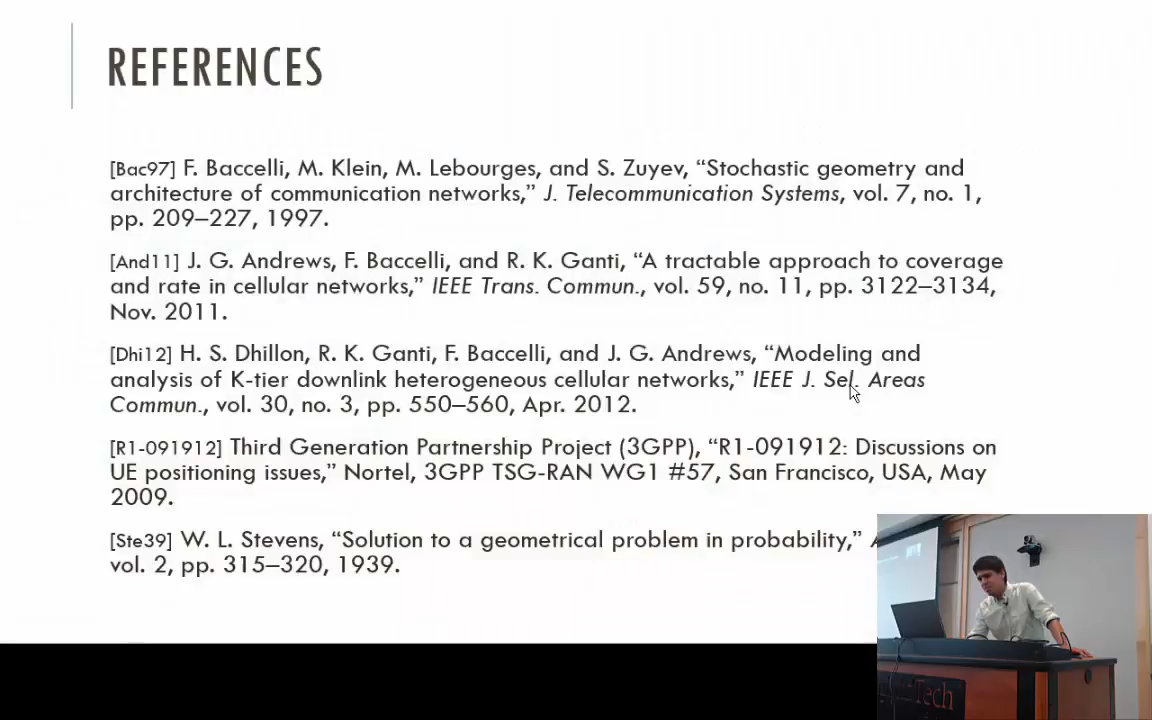 REFERENCES
[Bac97] F. Baccelli, M. Klein, M. Lebourges, and S. Zuyev, “Stochastic geometry and
architecture of communication networks,” J. Telecommunication Systems, vol. 7, no. 1,
pp. 209–227, 1997.
[And11] J. G. Andrews, F. Baccelli, and R. K. Ganti, “A tractable approach to coverage
and rate in cellular networks,” IEEE Trans. Commun., vol. 59, no. 11, pp. 3122–3134,
Nov. 2011.
[Dhi12] H. S. Dhillon, R. K. Ganti, F. Baccelli, and J. G. Andrews, “Modeling and
analysis of K-tier downlink heterogeneous cellular networks,” IEEE J. Sel. Areas
Commun., vol. 30, no. 3, pp. 550–560, Apr. 2012.
[R1-091912] Third Generation Partnership Project (3GPP), “R1-091912: Discussions on
UE positioning issues,” Nortel, 3GPP TSG-RAN WG1 #57, San Francisco, USA, May
2009.
[Ste39] W. L. Stevens, “Solution to a geometrical problem in probability,”
vol. 2, pp. 315–320, 1939.
Tech